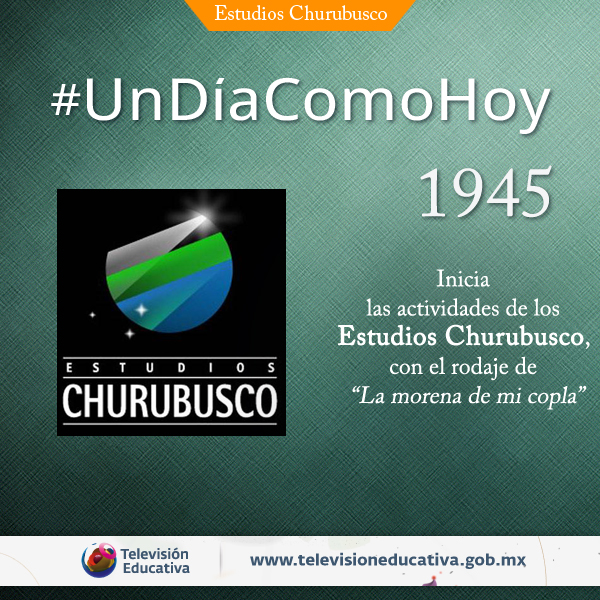 Estudios Churubusco
#UnDíaComoHoy
1945
ESTUDIOS
CHURUBUSCO
Inicia
las actividades de los
Estudios Churubusco,
con el rodaje de
“La morena de mi copla”
Televisión
Educativa
www.televisioneducativa.gob.mx